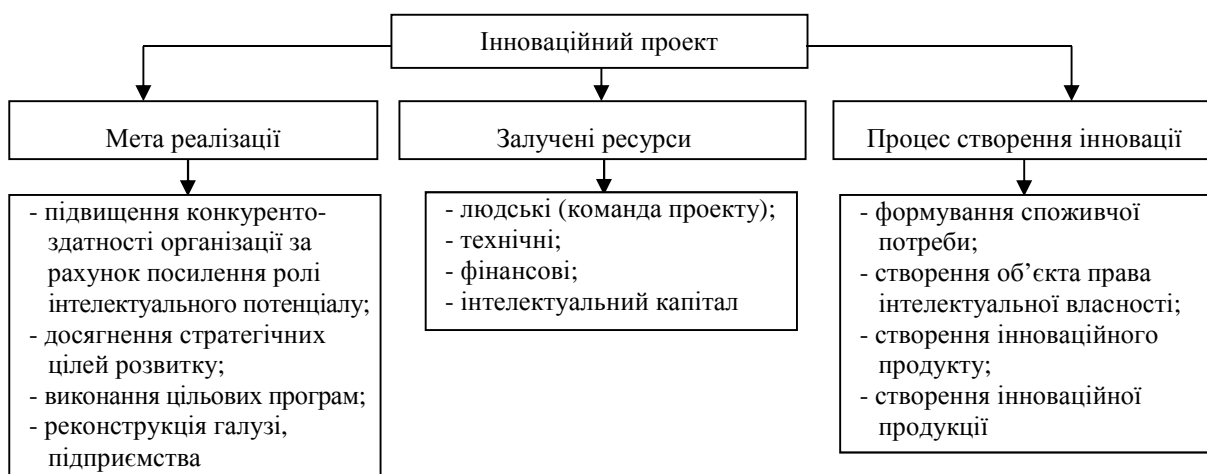 Інноваційний проект
Мета реалізації
Залучені ресурси
Процес створення інновації
- підвищення конкуренто-
здатності організації за
рахунок посилення ролі
інтелектуального потенціалу;
- досягнення стратегічних
цілей розвитку;
- виконання цільових програм;
- реконструкція галузі,
підприємства
- людські (команда проекту);
- технічні;
- фінансові;
- інтелектуальний капітал
- формування споживчої
потреби;
- створення об’єкта права
інтелектуальної власності;
- створення інноваційного
продукту;
- створення інноваційної
продукції